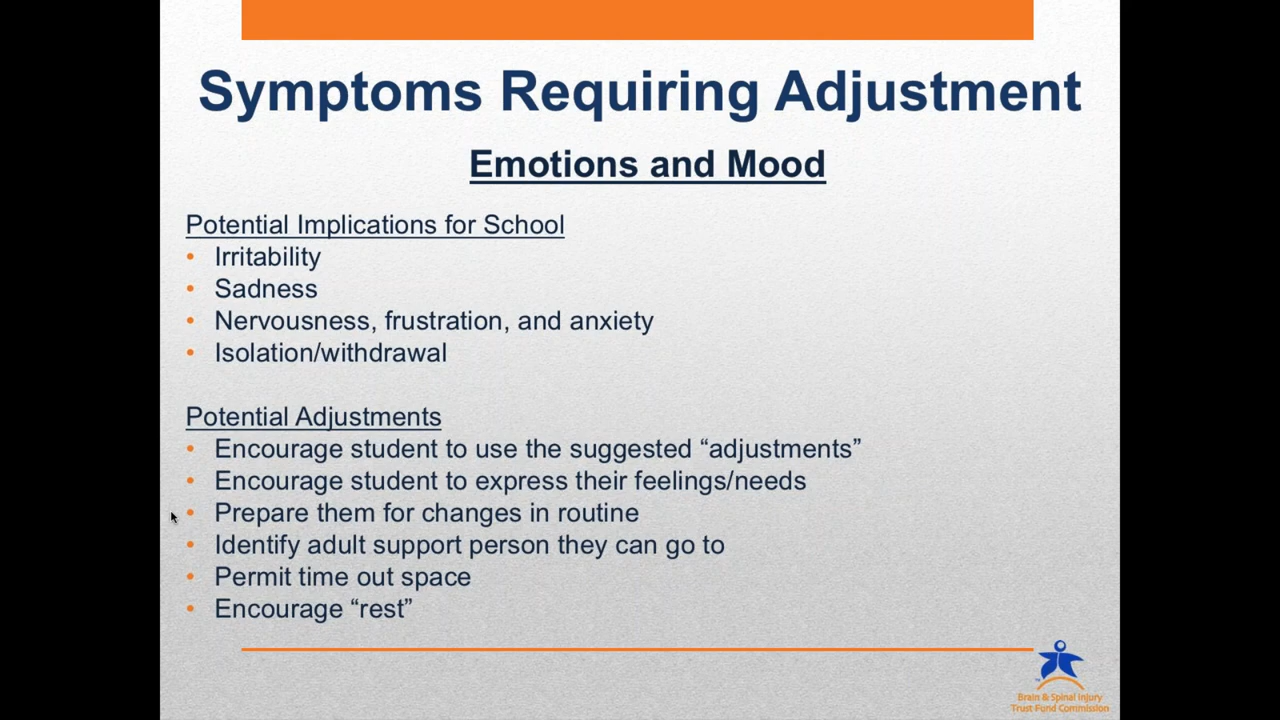 Symptoms Requiring Adjustment
Emotions and Mood
Potential Implications for School
• Irritability
• Sadness
• Nervousness, frustration, and anxiety
• Isolation/withdrawal
Potential Adjustments
• Encourage student to use the suggested “adjustments”
• Encourage student to express their feelings/needs
• Prepare them for changes in routine
• Identify adult support person they can go to
• Permit time out space
• Encourage “rest”
Brain & Spinal Injury
Trust Fund Commission